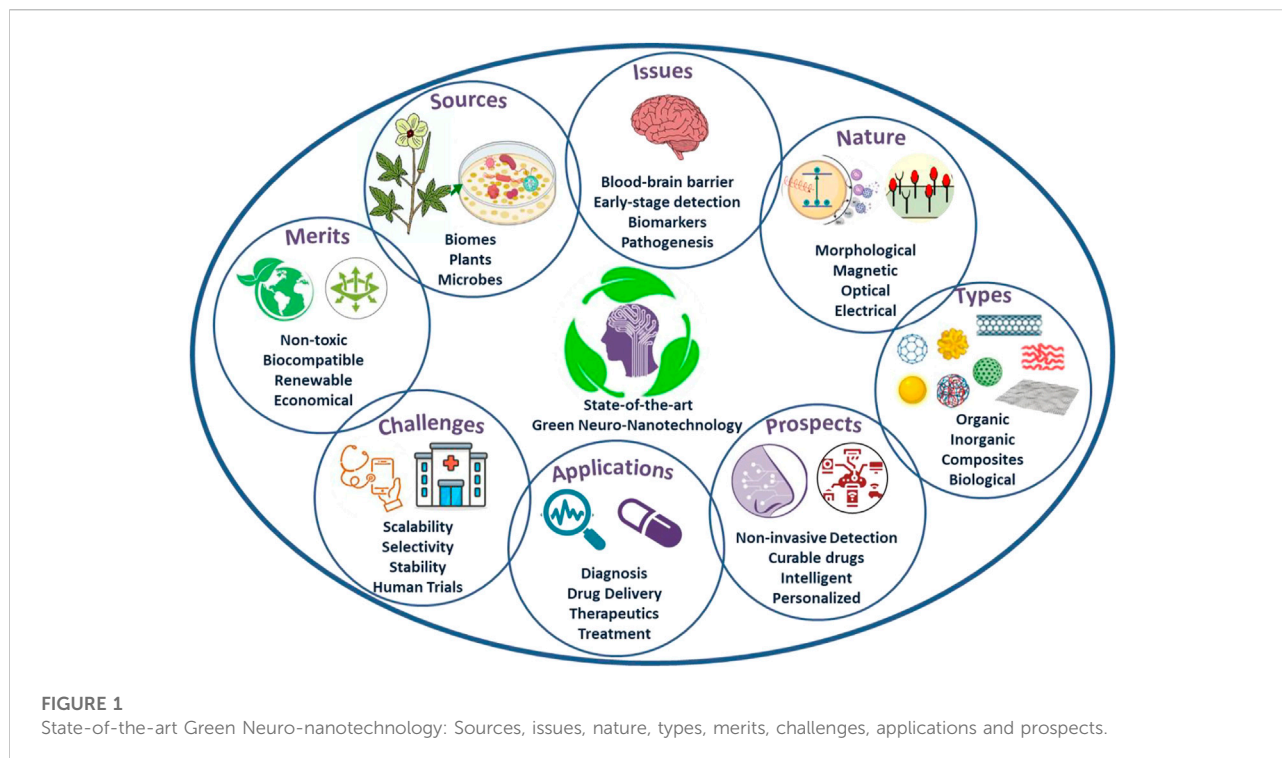 Issues
Blood-brain barrier
Early-stage detection
Biomarkers
Pathogenesis
Sources
Biomes
Plants
Microbes
Nature
Morphological
Magnetic
Optical
Electrical
Merits
Non-toxic
Biocompatible
Renewable
Economical
State-of-the-art
Green Neuro-Nanotechnology
Types
Organic
Inorganic
Composites
Biological
Challenges
Scalability
Selectivity
Stability
Human Trials
Applications
Diagnosis
Drug Delivery
Therapeutics
Treatment
Prospects
Non-invasive Detection
Curable drugs
Intelligent
Personalized
FIGURE 1
State-of-the-art Green Neuro-nanotechnology: Sources, issues, nature, types, merits, challenges, applications and prospects.